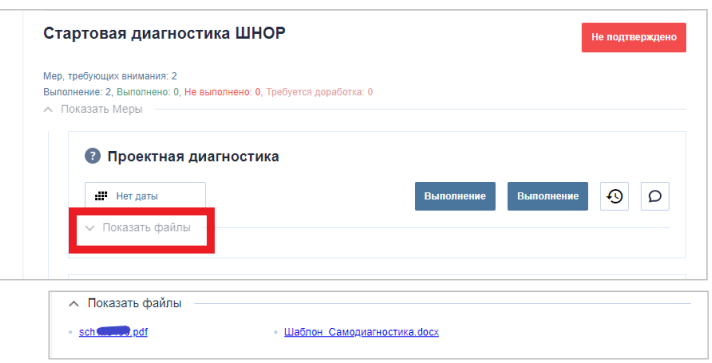 Стартовая диагностика ШНОР
Не подтверждено
Мер, требующих внимания: 2
Выполнение: 2, Выполнено: 0, Не выполнено: 0, Требуется доработка: 0
Показать Меры
? Проектная диагностика
Нет даты
Выполнение
Выполнение
Показать файлы
Показать файлы
sch .pdf
Шаблон_Самодиагностика.docx